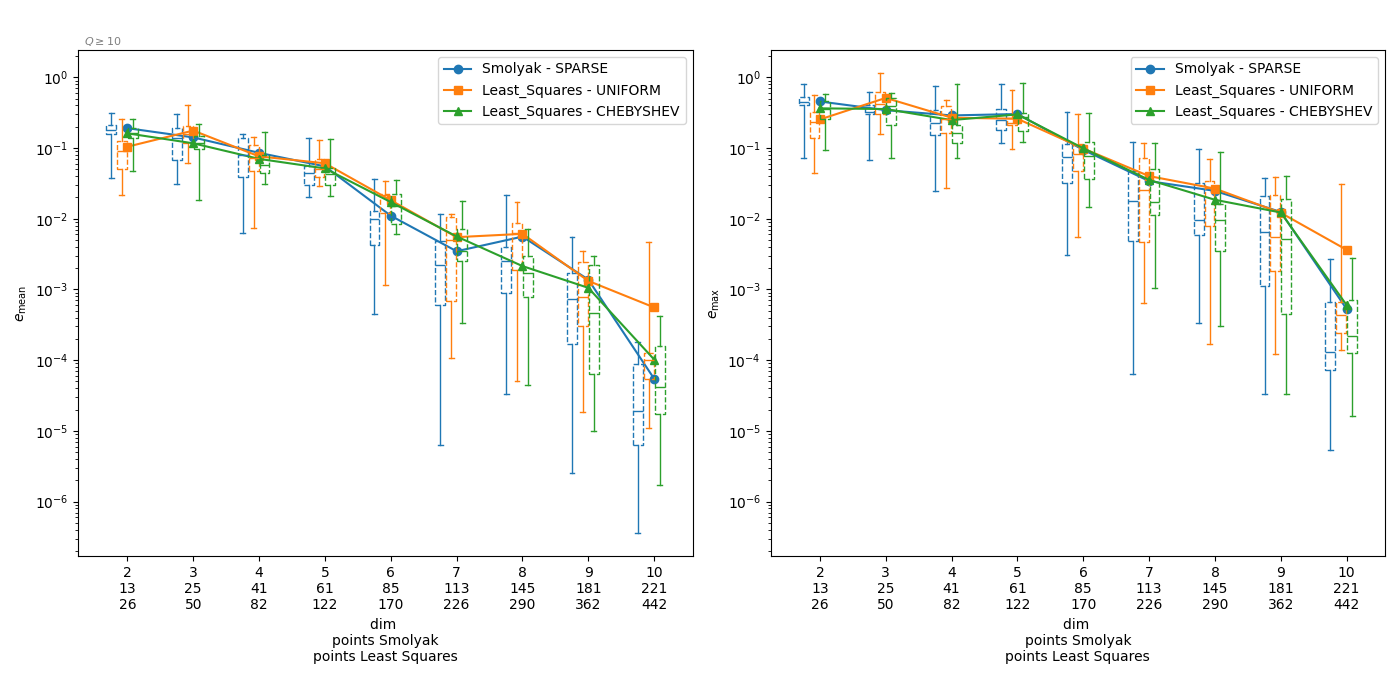 Q ≥ 10
Smolyak - SPARSE
Least_Squares - UNIFORM
Least_Squares - CHEBYSHEV
10⁰
10⁻¹
10⁻²
10⁻³
10⁻⁴
10⁻⁵
10⁻⁶
e_mean
2 3 4 5 6 7 8 9 10
13 25 41 61 85 113 145 181 221
26 50 82 122 170 226 290 362 442
dim
points Smolyak
points Least Squares
Smolyak - SPARSE
Least_Squares - UNIFORM
Least_Squares - CHEBYSHEV
10⁰
10⁻¹
10⁻²
10⁻³
10⁻⁴
10⁻⁵
10⁻⁶
e_max
2 3 4 5 6 7 8 9 10
13 25 41 61 85 113 145 181 221
26 50 82 122 170 226 290 362 442
dim
points Smolyak
points Least Squares